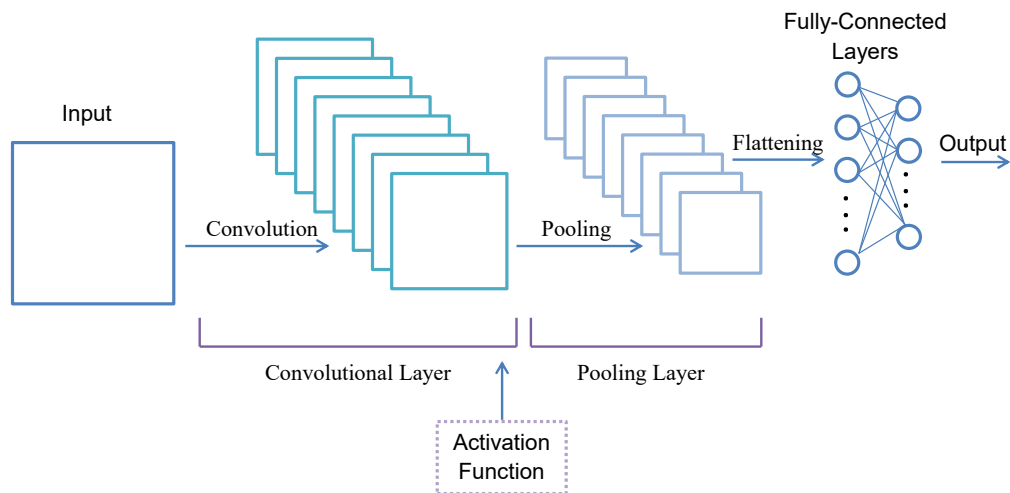 Fully-Connected
Layers
Input
Flattening
Output
Convolution
Pooling
Convolutional Layer
Pooling Layer
Activation
Function